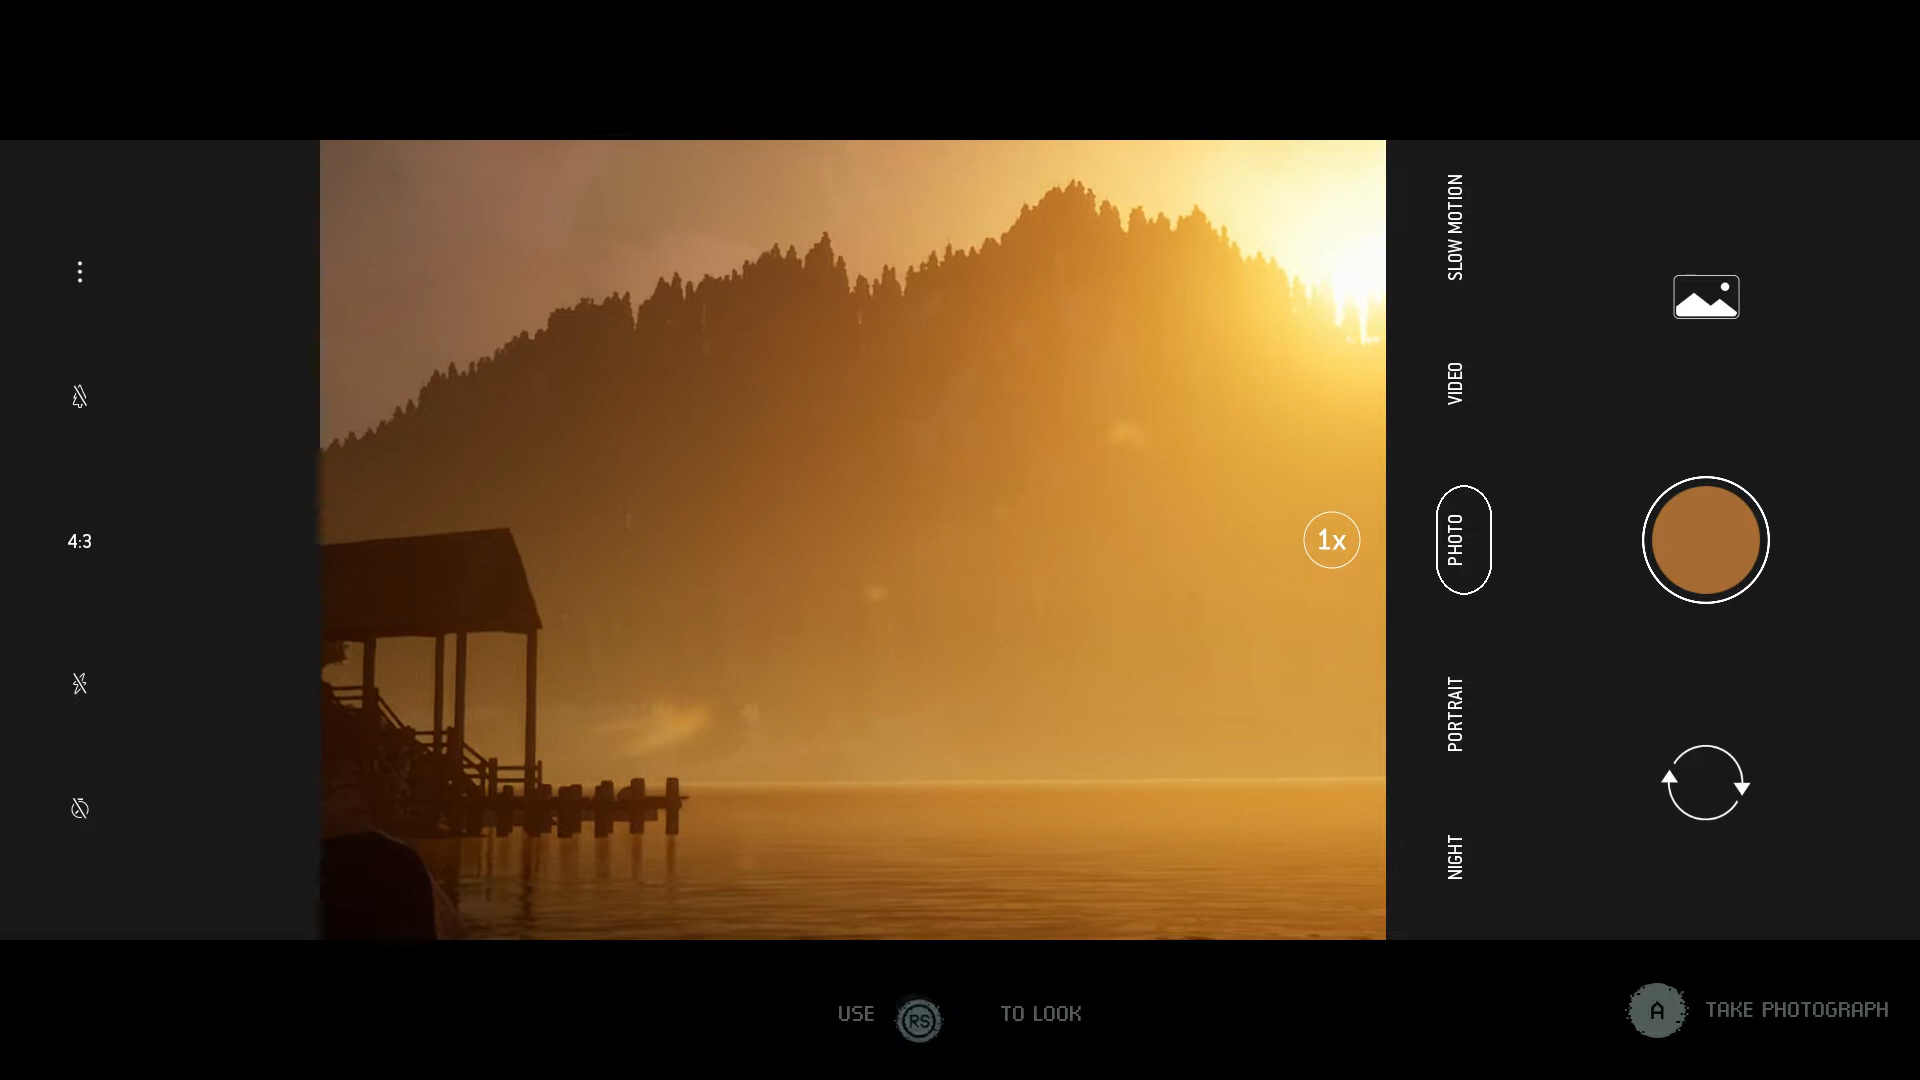 4:3
1x
SLOW MOTION
VIDEO
PHOTO
PORTRAIT
NIGHT
USE RS TO LOOK
A TAKE PHOTOGRAPH